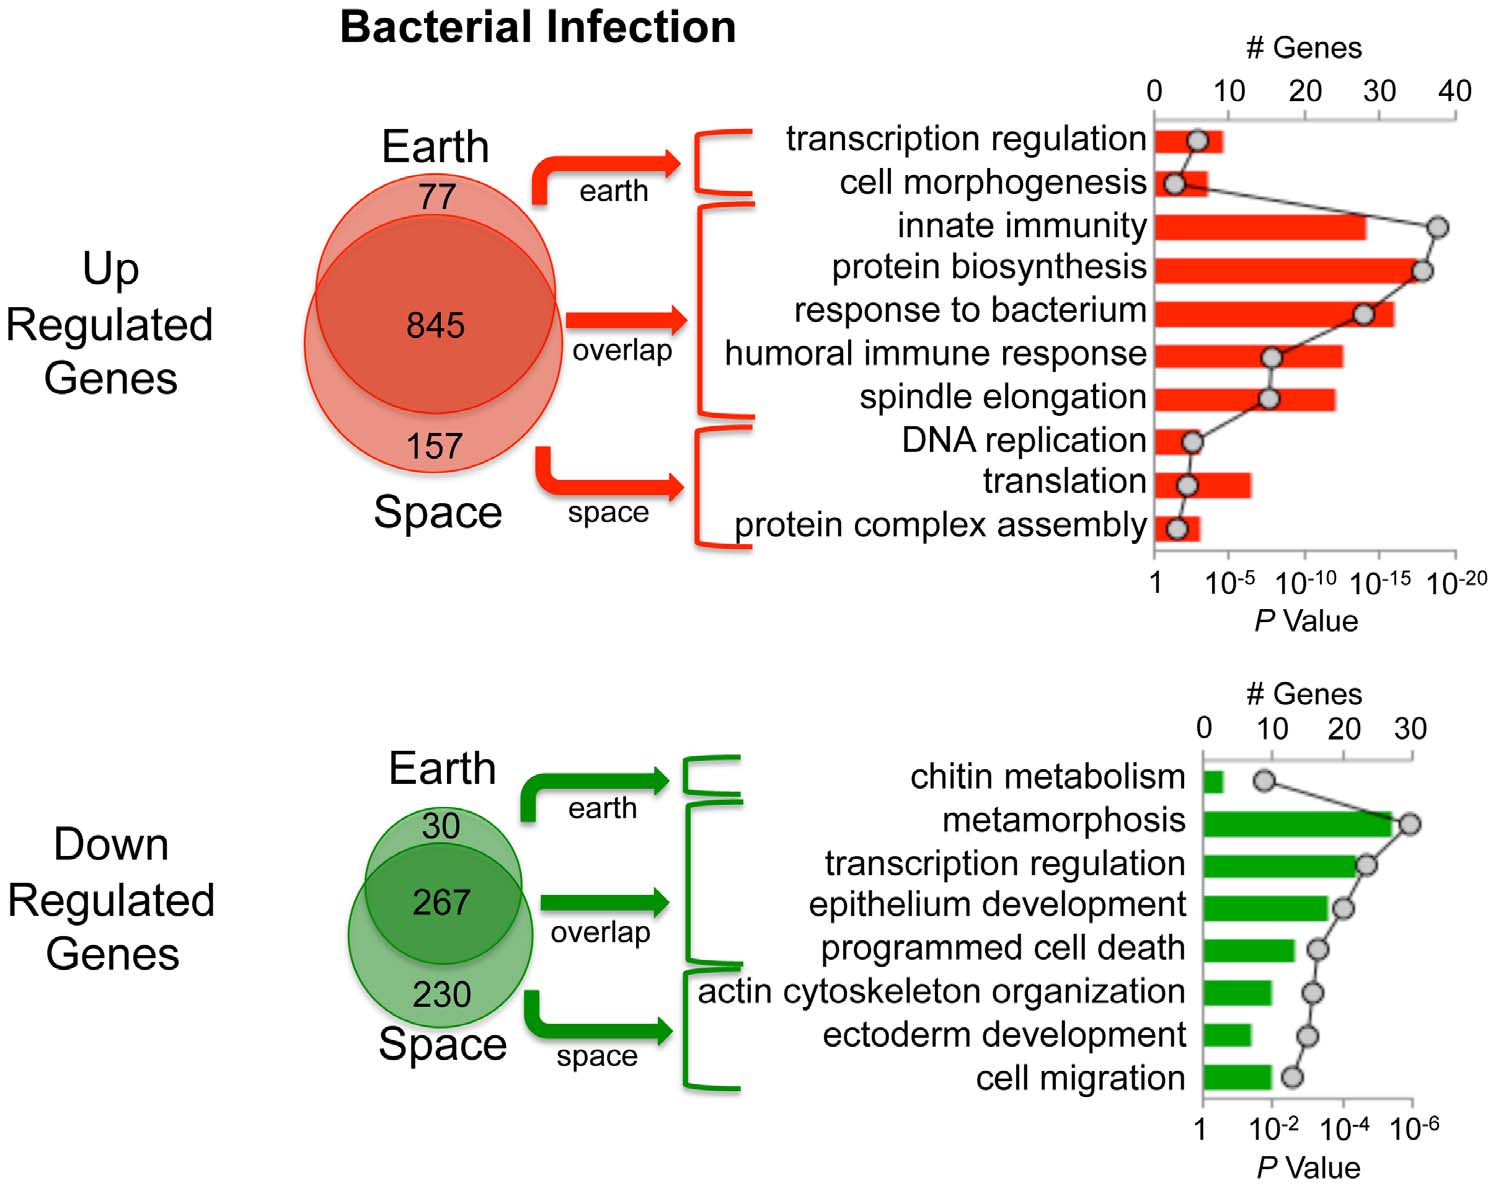 Bacterial Infection
# Genes
0 10 20 30 40
Earth
77
845
157
Space
Up
Regulated
Genes
earth
overlap
space
transcription regulation
cell morphogenesis
innate immunity
protein biosynthesis
response to bacterium
humoral immune response
spindle elongation
DNA replication
translation
protein complex assembly
1 10-5 10-10 10-15 10-20
P Value
# Genes
0 10 20 30
Earth
30
267
230
Space
Down
Regulated
Genes
earth
overlap
space
chitin metabolism
metamorphosis
transcription regulation
epithelium development
programmed cell death
actin cytoskeleton organization
ectoderm development
cell migration
1 10-2 10-4 10-6
P Value